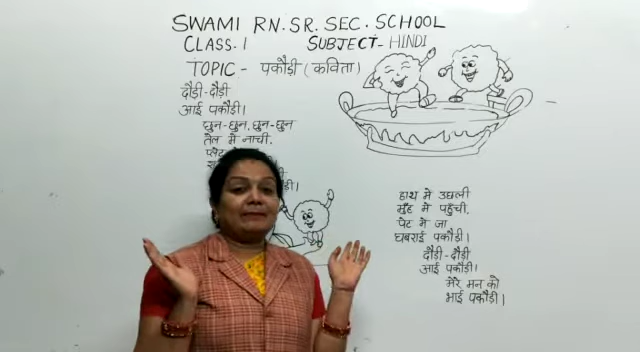 SWAMI RN. SR. SEC. SCHOOL
CLASS. 1 SUBJECT- HINDI
TOPIC - पकौड़ी (कविता)
दौड़ी-दौड़ी
आई पकौड़ी।
छुन-छुन, छुन-छुन
तेल में नाची,
प्लेट
हाथ मे उछली
मुँह मे पहुँची,
पेट मे जा
घबराई पकौड़ी।
दौड़ी-दौड़ी
आई पकौड़ी।
मेरे मन को
भाई पकौड़ी।